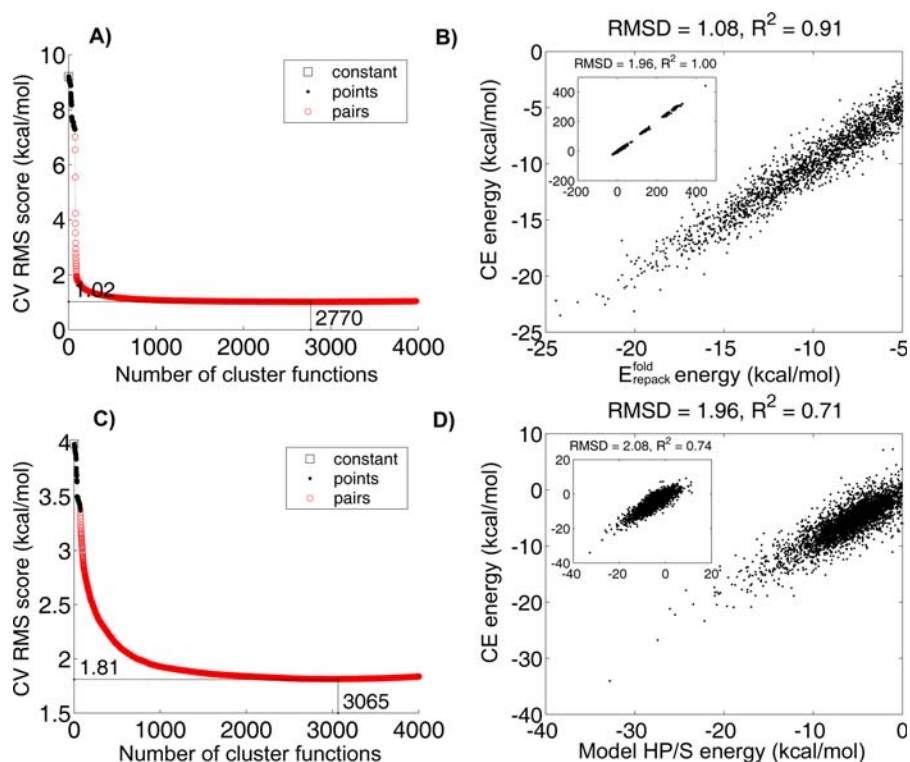 A)
CV RMS score (kcal/mol)
10
8
6
4
2
0
constant
points
pairs
1.02
2770
0 1000 2000 3000 4000
Number of cluster functions
B)
RMSD = 1.08, R² = 0.91
CE energy (kcal/mol)
0
-5
-10
-15
-20
-25
RMSD = 1.96, R² = 1.00
400
200
0
-200
-200 0 200 400
-25 -20 -15 -10 -5
E fold repack energy (kcal/mol)
C)
CV RMS score (kcal/mol)
4
3.5
3
2.5
2
1.5
constant
points
pairs
1.81
3065
0 1000 2000 3000 4000
Number of cluster functions
D)
RMSD = 1.96, R² = 0.71
CE energy (kcal/mol)
10
0
-10
-20
-30
-40
RMSD = 2.08, R² = 0.74
20
0
-20
-40
-40 -20 0 20
-40 -30 -20 -10 0
Model HP/S energy (kcal/mol)